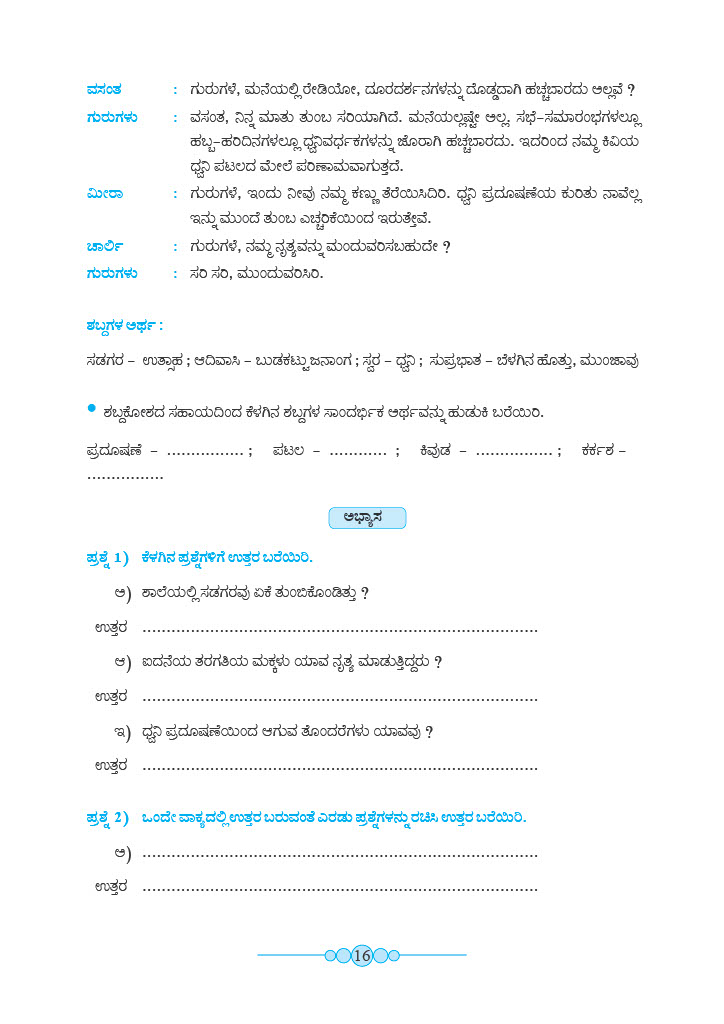 ವಸಂತ : ಗುರುಗಳೆ, ಮನೆಯಲ್ಲಿ ರೇಡಿಯೋ, ದೂರದರ್ಶನಗಳನ್ನು ದೊಡ್ಡದಾಗಿ ಹಚ್ಚಬಾರದು ಅಲ್ಲವೆ ?
ಗುರುಗಳು : ವಸಂತ, ನಿನ್ನ ಮಾತು ತುಂಬ ಸರಿಯಾಗಿದೆ. ಮನೆಯಲ್ಲಷ್ಟೇ ಅಲ್ಲ. ಸಭೆ-ಸಮಾರಂಭಗಳಲ್ಲೂ
ಹಬ್ಬ-ಹರಿದಿನಗಳಲ್ಲೂ ಧ್ವನಿವರ್ಧಕಗಳನ್ನು ಜೋರಾಗಿ ಹಚ್ಚಬಾರದು. ಇದರಿಂದ ನಮ್ಮ ಕಿವಿಯ
ಧ್ವನಿ ಪಟಲದ ಮೇಲೆ ಪರಿಣಾಮವಾಗುತ್ತದೆ.
ಮೀರಾ : ಗುರುಗಳೆ, ಇಂದು ನೀವು ನಮ್ಮ ಕಣ್ಣು ತೆರೆಯಿಸಿದಿರಿ. ಧ್ವನಿ ಪ್ರದೂಷಣೆಯ ಕುರಿತು ನಾವೆಲ್ಲ
ಇನ್ನು ಮುಂದೆ ತುಂಬ ಎಚ್ಚರಿಕೆಯಿಂದ ಇರುತ್ತೇವೆ.
ಚಾರ್ಲಿ : ಗುರುಗಳೆ, ನಮ್ಮ ನೃತ್ಯವನ್ನು ಮಂದುವರಿಸಬಹುದೇ ?
ಗುರುಗಳು : ಸರಿ ಸರಿ, ಮುಂದುವರಿಸಿರಿ.
ಶಬ್ದಗಳ ಅರ್ಥ :
ಸಡಗರ – ಉತ್ಸಾಹ ; ಆದಿವಾಸಿ – ಬುಡಕಟ್ಟು ಜನಾಂಗ ; ಸ್ವರ – ಧ್ವನಿ ; ಸುಪ್ರಭಾತ – ಬೆಳಗಿನ ಹೊತ್ತು, ಮುಂಜಾವು
• ಶಬ್ದಕೋಶದ ಸಹಾಯದಿಂದ ಕೆಳಗಿನ ಶಬ್ದಗಳ ಸಾಂದರ್ಭಿಕ ಅರ್ಥವನ್ನು ಹುಡುಕಿ ಬರೆಯಿರಿ.
ಪ್ರದೂಷಣೆ – ................ ; ಪಟಲ – ............ ; ಕಿವುಡ – ................ ; ಕರ್ಕಶ –
................
ಅಭ್ಯಾಸ
ಪ್ರಶ್ನೆ 1) ಕೆಳಗಿನ ಪ್ರಶ್ನೆಗಳಿಗೆ ಉತ್ತರ ಬರೆಯಿರಿ.
ಅ) ಶಾಲೆಯಲ್ಲಿ ಸಡಗರವು ಏಕೆ ತುಂಬಿಕೊಂಡಿತ್ತು ?
ಉತ್ತರ ..................................................................................
ಆ) ಐದನೆಯ ತರಗತಿಯ ಮಕ್ಕಳು ಯಾವ ನೃತ್ಯ ಮಾಡುತ್ತಿದ್ದರು ?
ಉತ್ತರ ..................................................................................
ಇ) ಧ್ವನಿ ಪ್ರದೂಷಣೆಯಿಂದ ಆಗುವ ತೊಂದರೆಗಳು ಯಾವವು ?
ಉತ್ತರ ..................................................................................
ಪ್ರಶ್ನೆ 2) ಒಂದೇ ವಾಕ್ಯದಲ್ಲಿ ಉತ್ತರ ಬರುವಂತೆ ಎರಡು ಪ್ರಶ್ನೆಗಳನ್ನು ರಚಿಸಿ ಉತ್ತರ ಬರೆಯಿರಿ.
ಅ) ..................................................................................
ಉತ್ತರ ..................................................................................
16